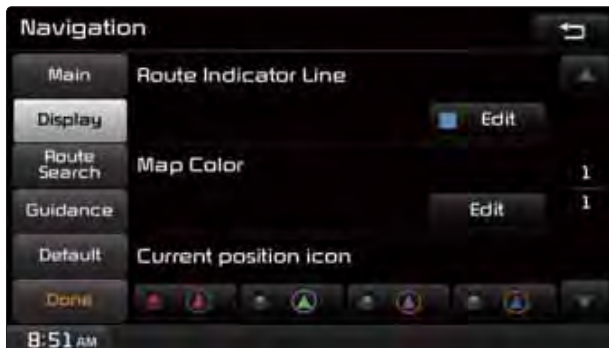 Navigation
Main
Display
Route
Search
Guidance
Default
Done
Route Indicator Line
Edit
Map Color
Edit
Current position icon
1
1
8:51 AM